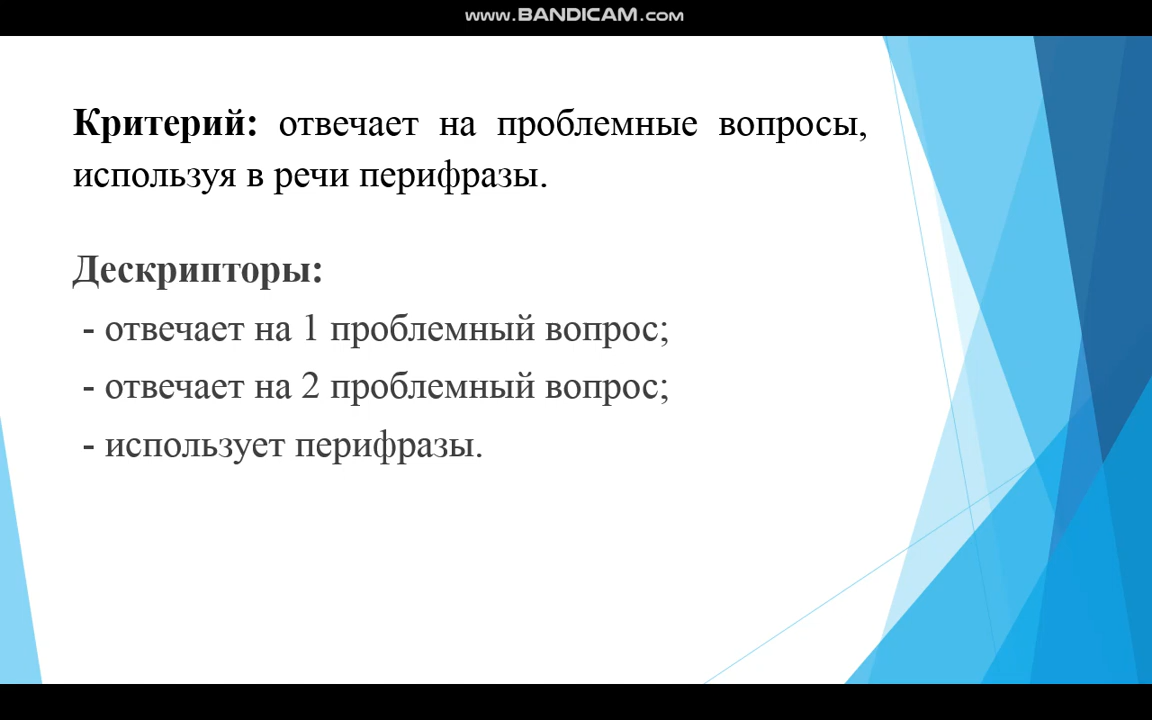 www.BANDICAM.com
Критерий: отвечает на проблемные вопросы,
используя в речи перифразы.
Дескрипторы:
- отвечает на 1 проблемный вопрос;
- отвечает на 2 проблемный вопрос;
- использует перифразы.